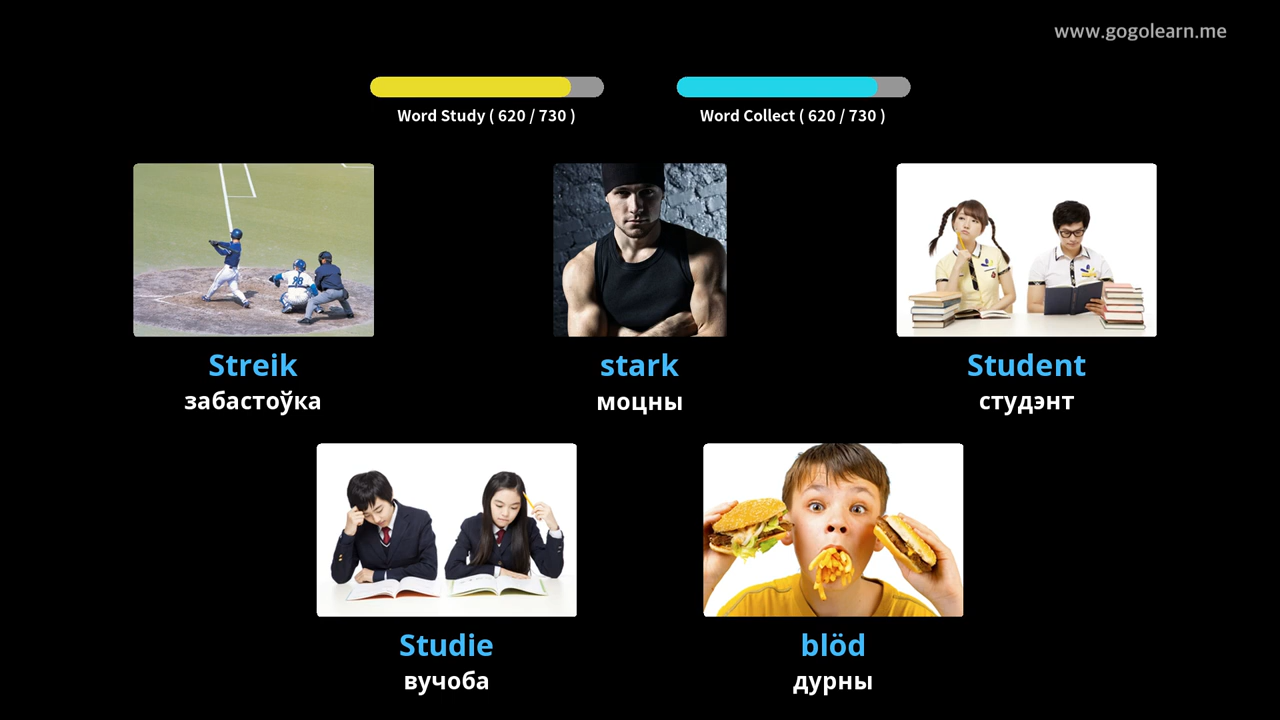 www.gogolearn.me
Word Study ( 620 / 730 )
Word Collect ( 620 / 730 )
Streik
забастоўка
stark
моцны
Student
студэнт
Studie
вучоба
blöd
дурны